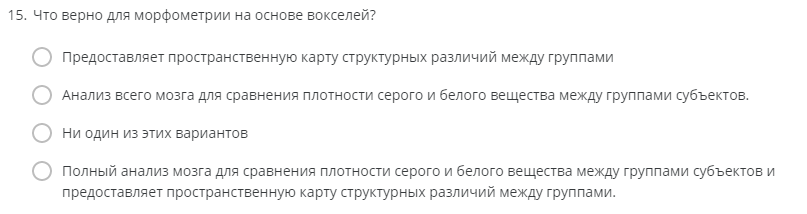 15. Что верно для морфометрии на основе вокселей?
Предоставляет пространственную карту структурных различий между группами
Анализ всего мозга для сравнения плотности серого и белого вещества между группами субъектов.
Ни один из этих вариантов
Полный анализ мозга для сравнения плотности серого и белого вещества между группами субъектов и
предоставляет пространственную карту структурных различий между группами.